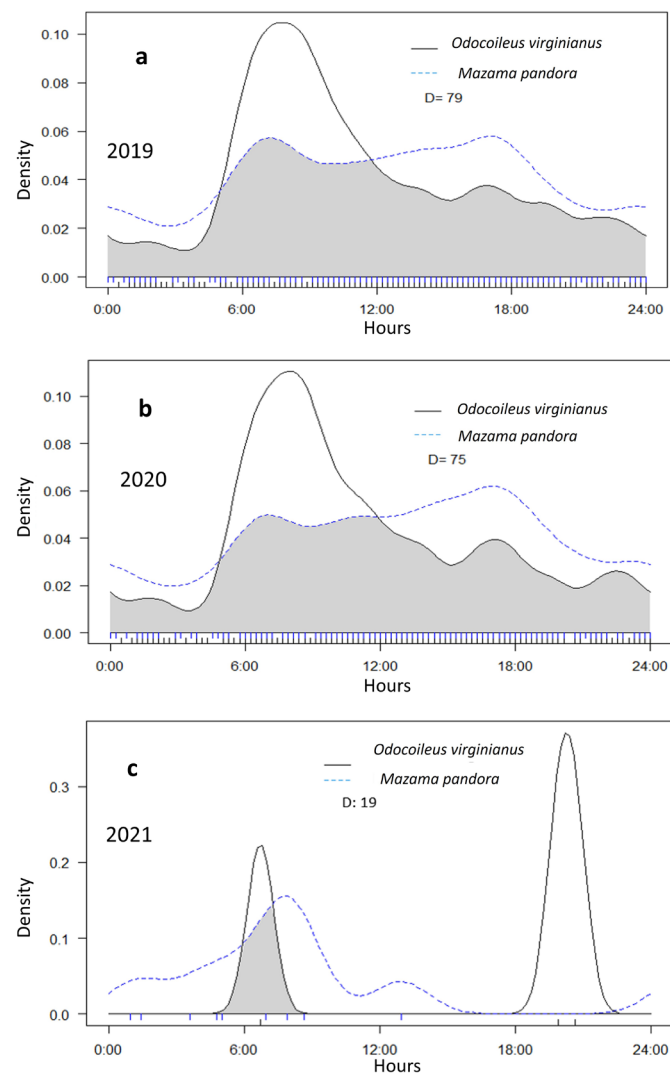 a
Odocoileus virginianus
Mazama pandora
D= 79
2019
Density
0.10
0.08
0.06
0.04
0.02
0.00
0:00 6:00 12:00 18:00 24:00
Hours
b
Odocoileus virginianus
Mazama pandora
D= 75
2020
Density
0.10
0.08
0.06
0.04
0.02
0.00
0:00 6:00 12:00 18:00 24:00
Hours
c
Odocoileus virginianus
Mazama pandora
D: 19
2021
Density
0.3
0.2
0.1
0.0
0:00 6:00 12:00 18:00 24:00
Hours